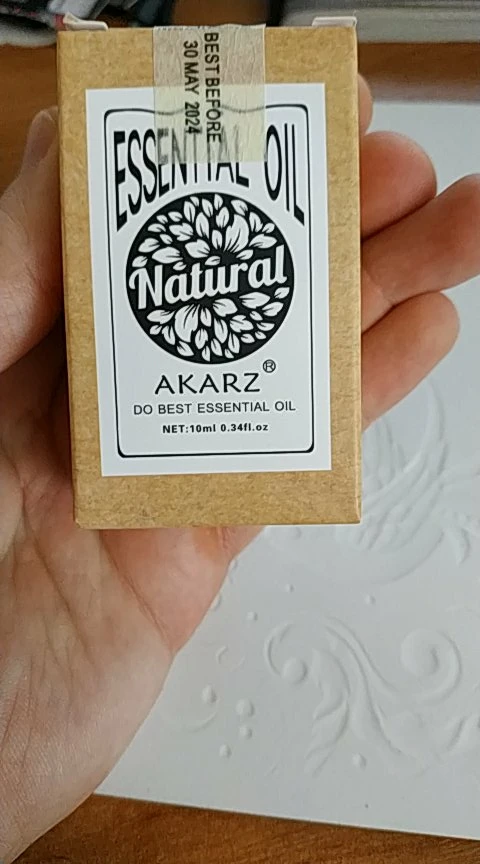 BEST BEFORE
30 MAY 2024
ESSENTIAL OIL
Natural
AKARZ®
DO BEST ESSENTIAL OIL
NET:10ml 0.34fl.oz